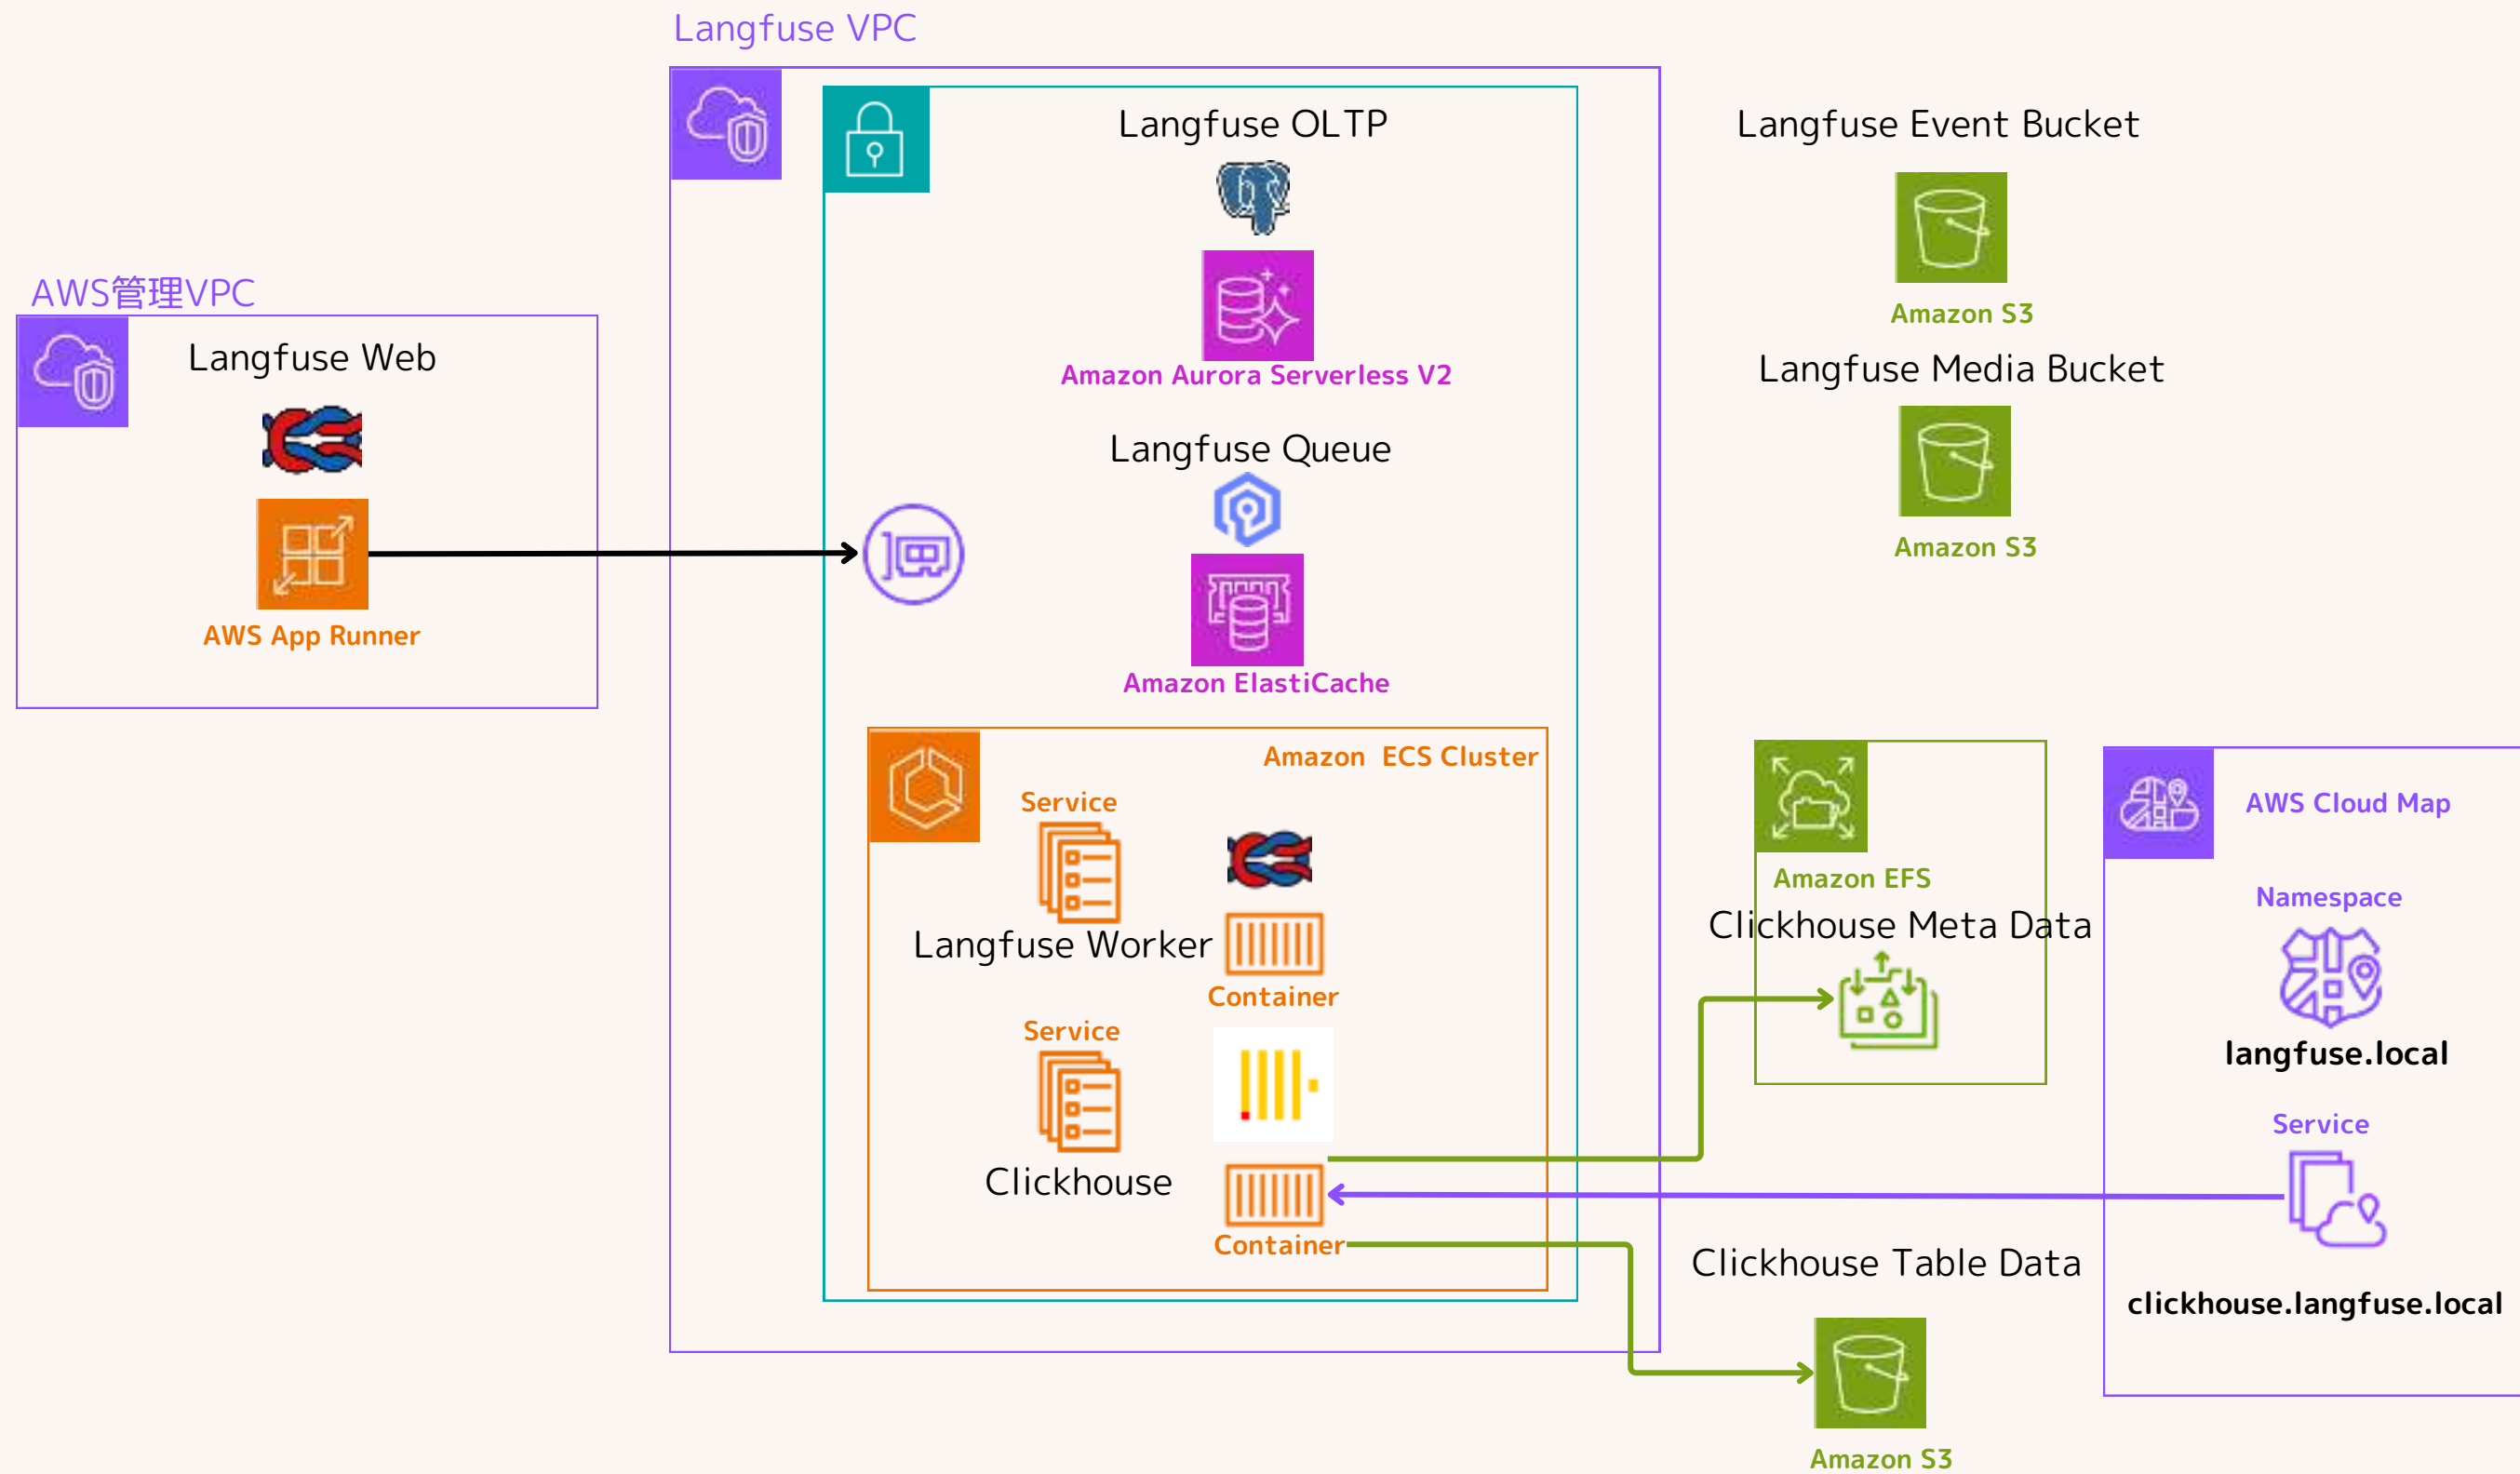 Langfuse VPC
AWS管理VPC
Langfuse Web
AWS App Runner
Langfuse OLTP
Amazon Aurora Serverless V2
Langfuse Queue
Amazon ElastiCache
Amazon  ECS Cluster
Service
Langfuse Worker
Container
Service
Clickhouse
Container
Langfuse Event Bucket
Amazon S3
Langfuse Media Bucket
Amazon S3
Amazon EFS
Clickhouse Meta Data
Clickhouse Table Data
Amazon S3
AWS Cloud Map
Namespace
langfuse.local
Service
clickhouse.langfuse.local